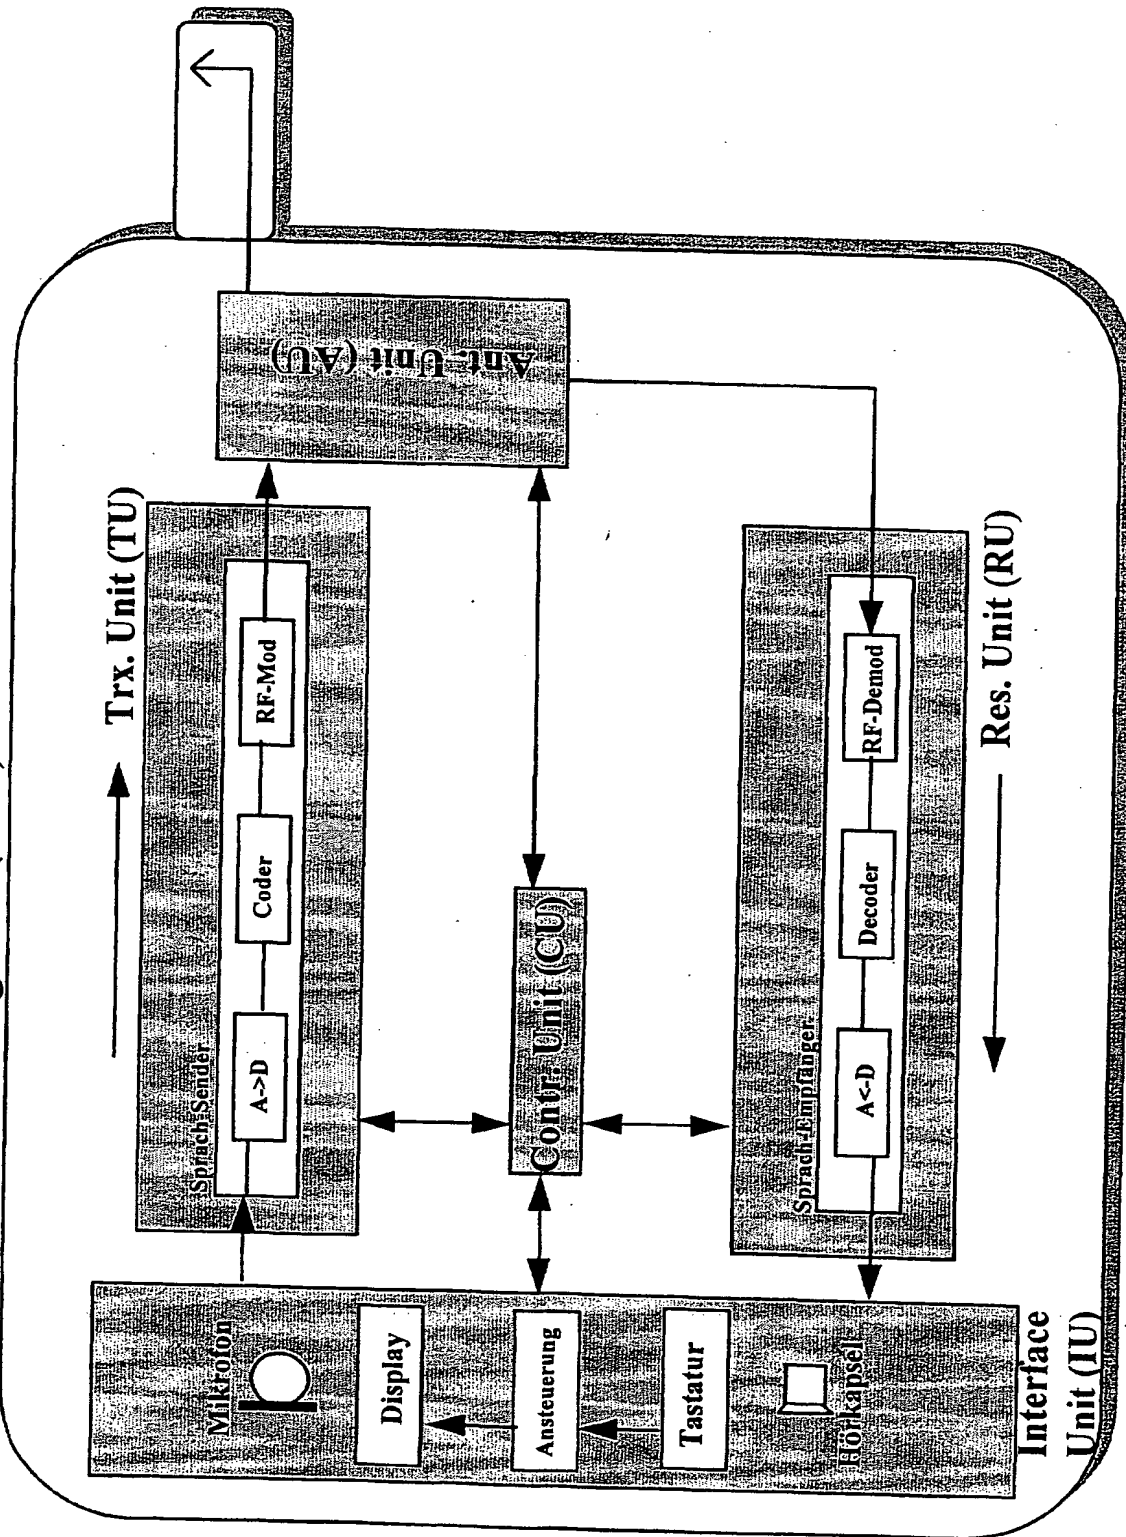 Trx. Unit (TU)
Sprach-Sender
A->D
Coder
RF-Mod
Ant. Unit (AU)
Mikrofon
Display
Ansteuerung
Tastatur
Hörkapsel
Interface
Unit (IU)
Contr. Unit (CU)
Sprach-Empfänger
A<-D
Decoder
RF-Demod
Res. Unit (RU)